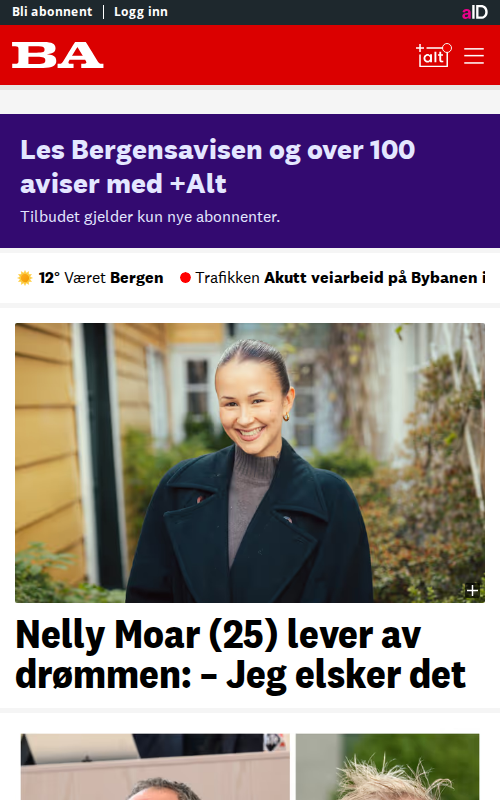 Bli abonnent | Logg inn
aID
BA
+alt
Les Bergensavisen og over 100
aviser med +Alt
Tilbudet gjelder kun nye abonnenter.
12° Været Bergen
Trafikken Akutt veiarbeid på Bybanen i
Nelly Moar (25) lever av
drømmen: – Jeg elsker det